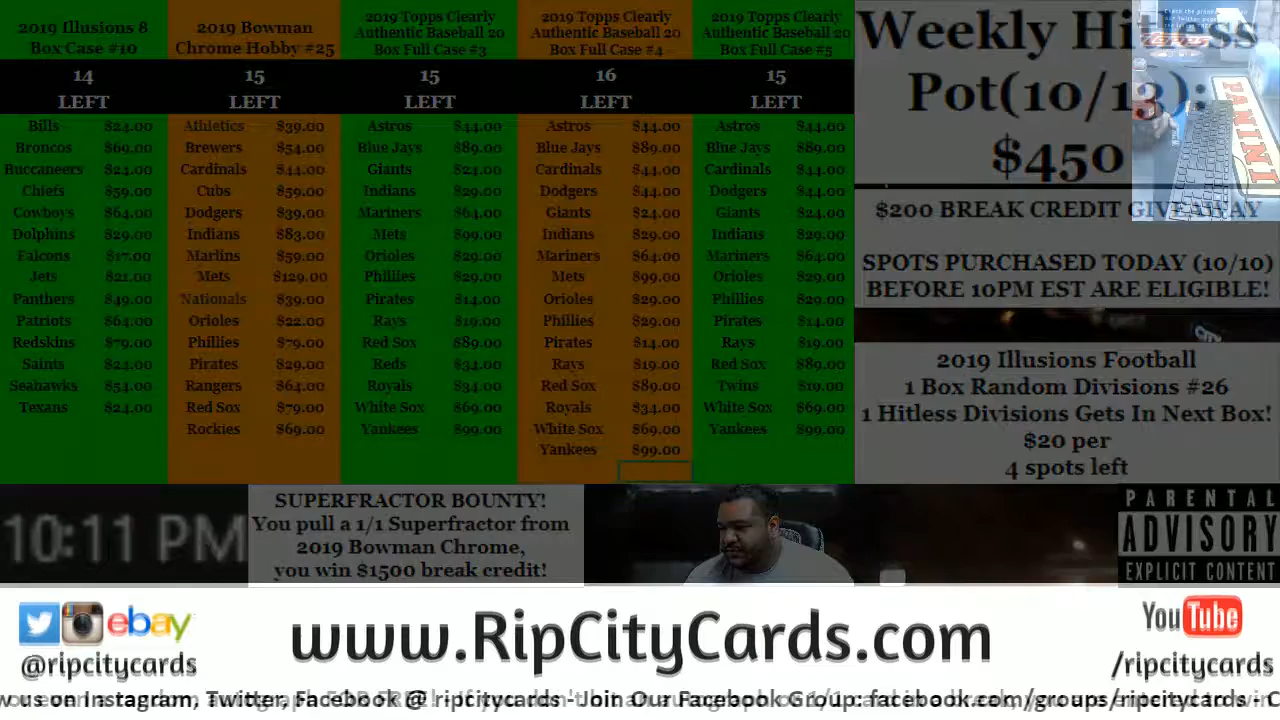 2019 Illusions 8
Box Case #10
14
LEFT
Bills $24.00
Broncos $69.00
Buccaneers $24.00
Chiefs $59.00
Cowboys $64.00
Dolphins $29.00
Falcons $17.00
Jets $21.00
Panthers $49.00
Patriots $64.00
Redskins $79.00
Saints $24.00
Seahawks $54.00
Texans $24.00
2019 Bowman
Chrome Hobby #25
15
LEFT
Athletics $39.00
Brewers $54.00
Cardinals $44.00
Cubs $59.00
Dodgers $39.00
Indians $83.00
Marlins $59.00
Mets $129.00
Nationals $39.00
Orioles $22.00
Phillies $79.00
Pirates $29.00
Rangers $64.00
Red Sox $79.00
Rockies $69.00
2019 Topps Clearly
Authentic Baseball 20
Box Full Case #3
15
LEFT
Astros $44.00
Blue Jays $89.00
Giants $24.00
Indians $29.00
Mariners $64.00
Mets $99.00
Orioles $29.00
Phillies $29.00
Pirates $14.00
Rays $19.00
Red Sox $89.00
Reds $34.00
Royals $34.00
White Sox $69.00
Yankees $99.00
2019 Topps Clearly
Authentic Baseball 20
Box Full Case #4
16
LEFT
Astros $44.00
Blue Jays $89.00
Cardinals $44.00
Dodgers $44.00
Giants $24.00
Indians $29.00
Mariners $64.00
Mets $99.00
Orioles $29.00
Phillies $29.00
Pirates $14.00
Rays $19.00
Red Sox $89.00
Royals $34.00
White Sox $69.00
Yankees $99.00
2019 Topps Clearly
Authentic Baseball 20
Box Full Case #5
15
LEFT
Astros $44.00
Blue Jays $89.00
Cardinals $44.00
Dodgers $44.00
Giants $24.00
Indians $29.00
Mariners $64.00
Orioles $29.00
Phillies $29.00
Pirates $14.00
Rays $19.00
Red Sox $89.00
Twins $19.00
White Sox $69.00
Yankees $99.00
Weekly Hitless
Pot(10/13):
$450
PANINI
$200 BREAK CREDIT GIVEAWAY
SPOTS PURCHASED TODAY (10/10)
BEFORE 10PM EST ARE ELIGIBLE!
2019 Illusions Football
1 Box Random Divisions #26
1 Hitless Divisions Gets In Next Box!
$20 per
4 spots left
10:11 PM
SUPERFRACTOR BOUNTY!
You pull a 1/1 Superfractor from
2019 Bowman Chrome,
you win $1500 break credit!
PARENTAL
ADVISORY
EXPLICIT CONTENT
ebay
@ripcitycards
www.RipCityCards.com
YouTube
/ripcitycards
w us on Instagram, Twitter, Facebook @ ripcitycards - Join Our Facebook Group: facebook.com/groups/ripcitycards - C